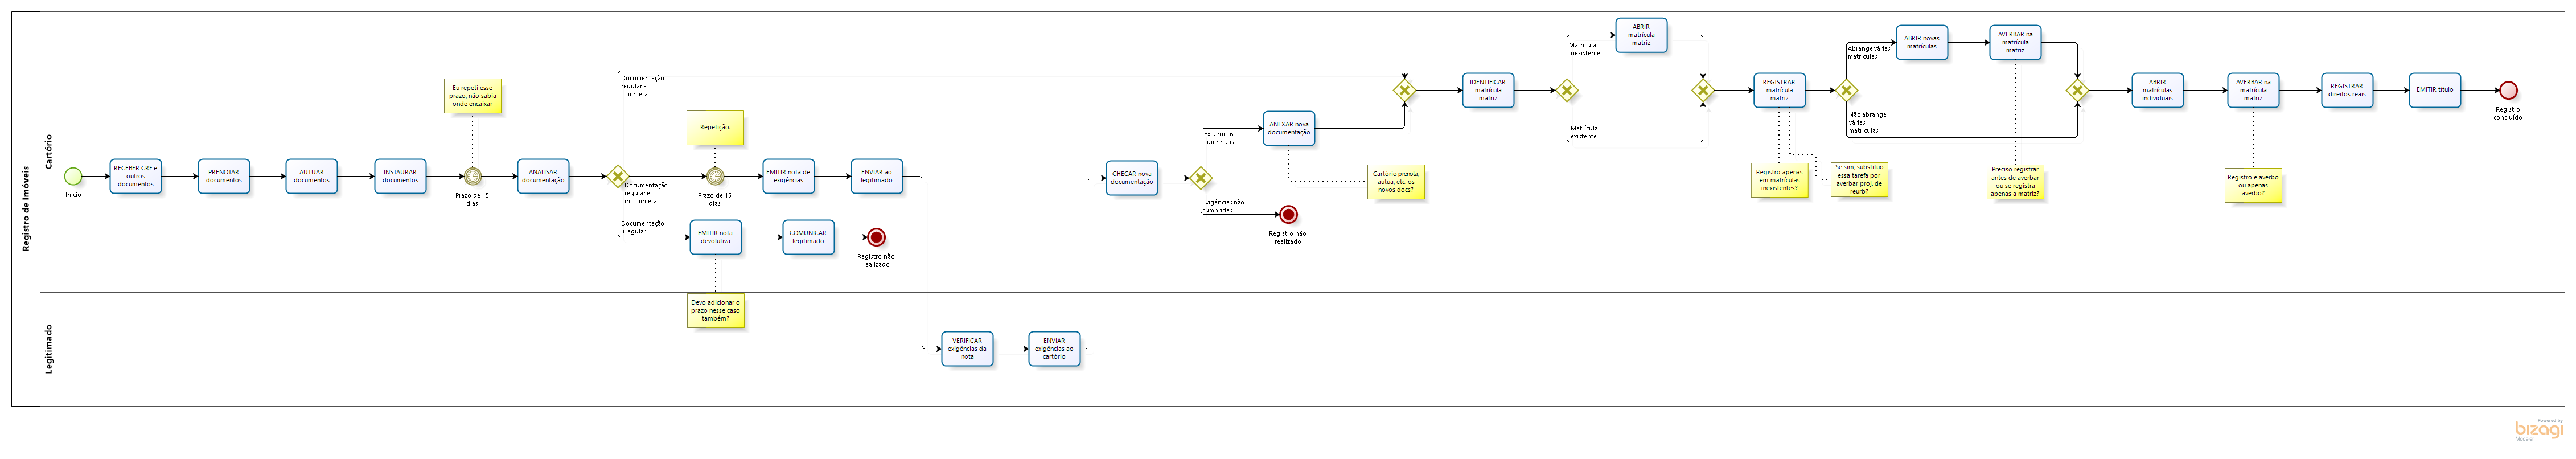 Registro de Imóveis
Cartório
Legitimado
Início
RECEBER CRF e
outros
documentos
PRENOTAR
documentos
AUTUAR
documentos
INSTAURAR
documentos
Eu repeti esse
prazo, não sabia
onde encaixar
Prazo de 15
dias
ANALISAR
documentação
Documentação
regular e
completa
Documentação
regular e
incompleta
Documentação
irregular
Repetição.
Prazo de 15
dias
EMITIR nota de
exigências
ENVIAR ao
legitimado
EMITIR nota
devolutiva
COMUNICAR
legitimado
Registro não
realizado
Devo adicionar o
prazo nesse caso
também?
VERIFICAR
exigências da
nota
ENVIAR
exigências ao
cartório
CHECAR nova
documentação
Exigências
cumpridas
Exigências não
cumpridas
ANEXAR nova
documentação
Registro não
realizado
Cartório prenota,
autua, etc. os
novos docs?
IDENTIFICAR
matrícula
matriz
Matrícula
inexistente
Matrícula
existente
ABRIR
matrícula
matriz
REGISTRAR
matrícula
matriz
Registro apenas
em matrículas
inexistentes?
Se sim, substituo
essa tarefa por
averbar proj. de
reurb?
Abrange várias
matrículas
Não abrange
várias
matrículas
ABRIR novas
matrículas
AVERBAR na
matrícula
matriz
Preciso registrar
antes de averbar
ou se registra
apenas a matriz?
ABRIR
matrículas
individuais
AVERBAR na
matrícula
matriz
Registro e averbo
ou apenas
averbo?
REGISTRAR
direitos reais
EMITIR título
Registro
concluído
Powered by
bizagi
Modeler